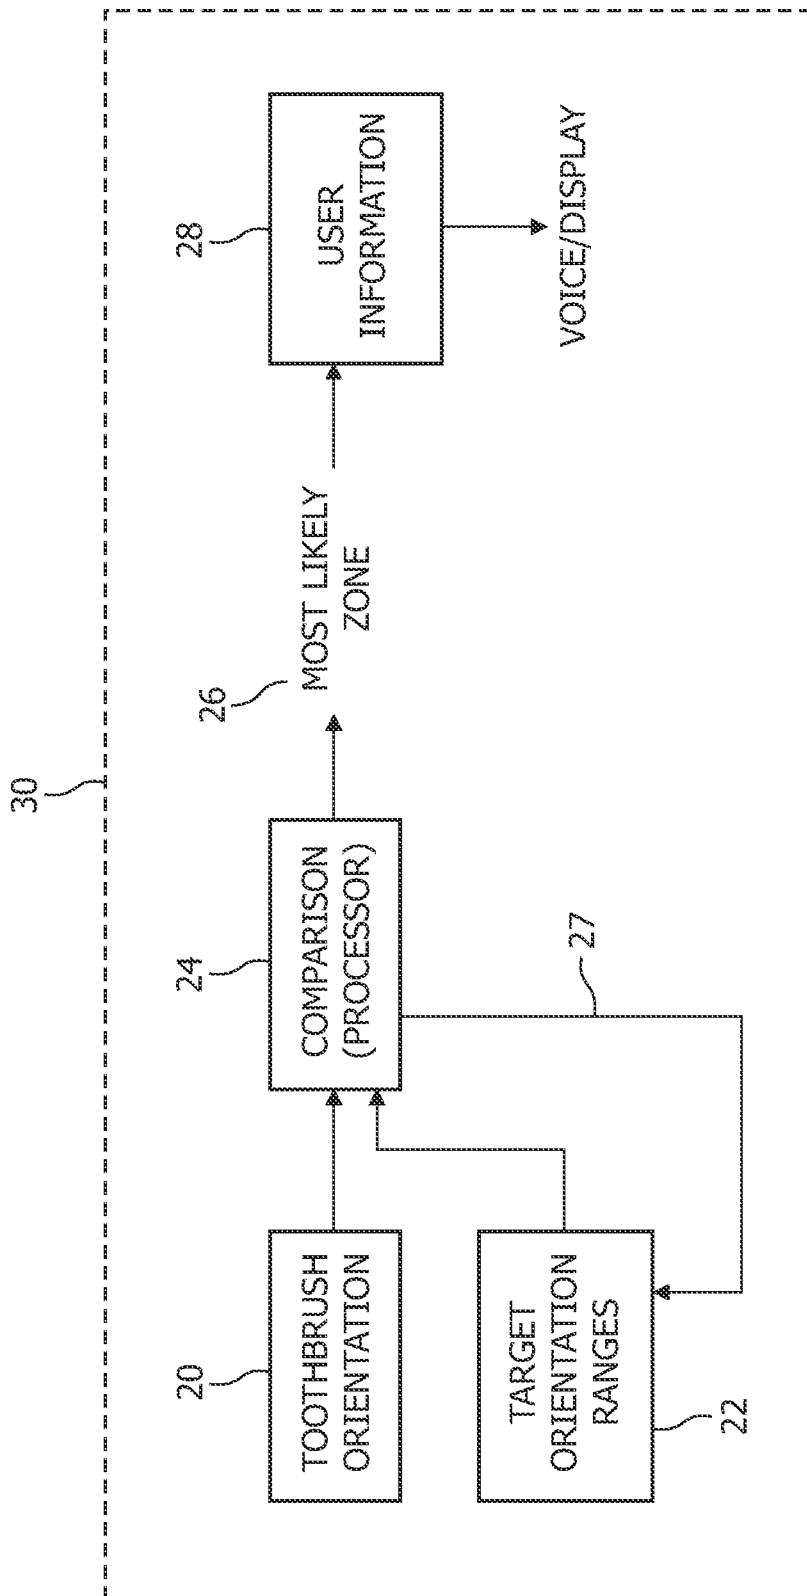 30
20
TOOTHBRUSH
ORIENTATION
22
TARGET
ORIENTATION
RANGES
24
COMPARISON
(PROCESSOR)
27
26
MOST LIKELY
ZONE
28
USER
INFORMATION
VOICE/DISPLAY